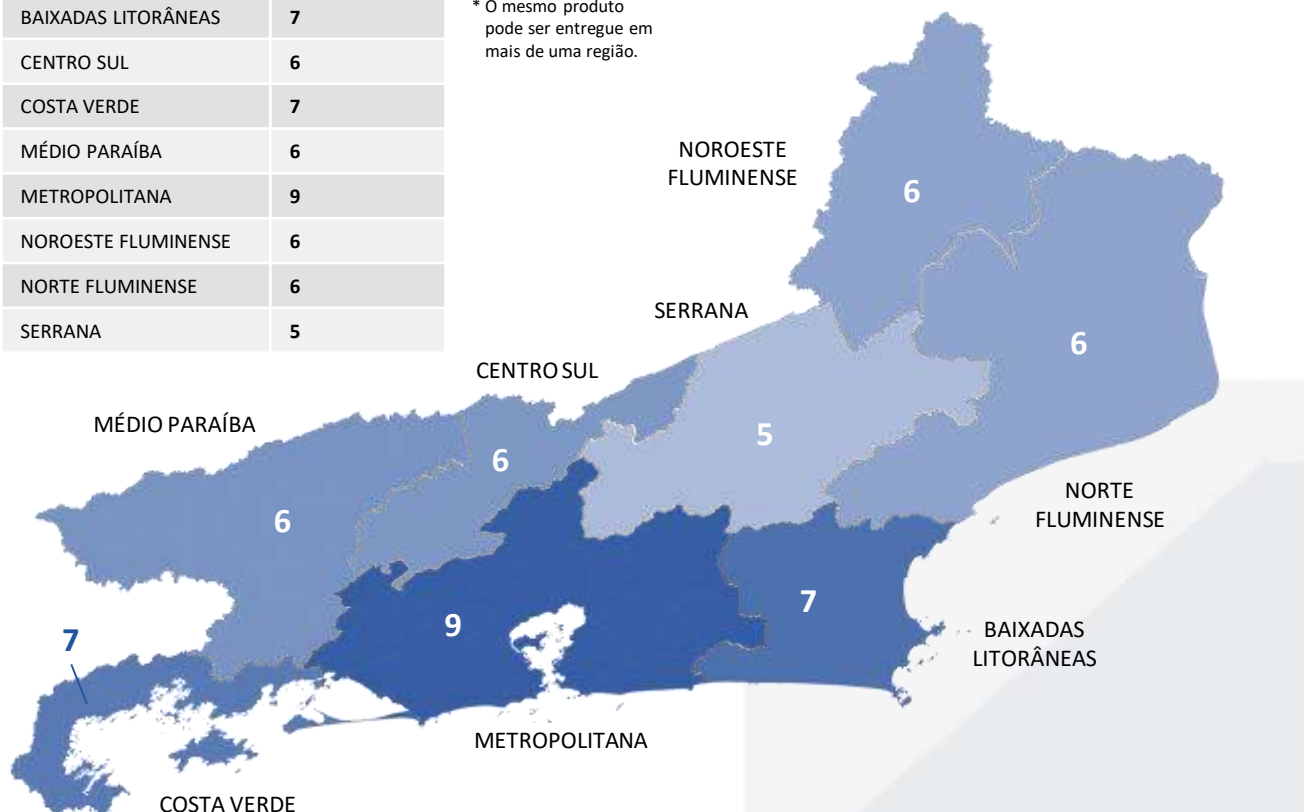 BAIXADAS LITORÂNEAS 7
CENTRO SUL 6
COSTA VERDE 7
MÉDIO PARAÍBA 6
METROPOLITANA 9
NOROESTE FLUMINENSE 6
NORTE FLUMINENSE 6
SERRANA 5
* O mesmo produto
pode ser entregue em
mais de uma região.
NOROESTE
FLUMINENSE
6
SERRANA
6
CENTRO SUL
MÉDIO PARAÍBA
5
6
6
NORTE
FLUMINENSE
7
9
7
BAIXADAS
LITORÂNEAS
METROPOLITANA
COSTA VERDE